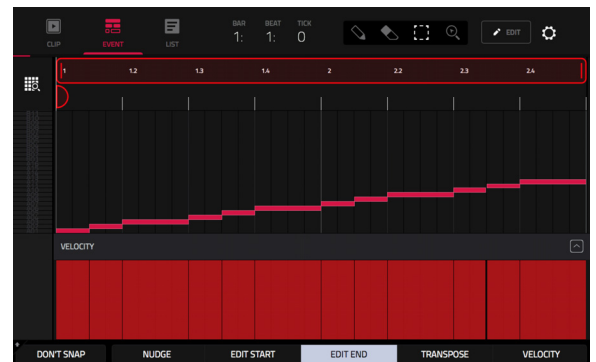 BAR BEAT TICK
1: 1: 0
CLIP EVENT LIST
EDIT
1 1.2 1.3 1.4 2 2.2 2.3 2.4
VELOCITY
DON'T SNAP NUDGE EDIT START EDIT END TRANSPOSE VELOCITY